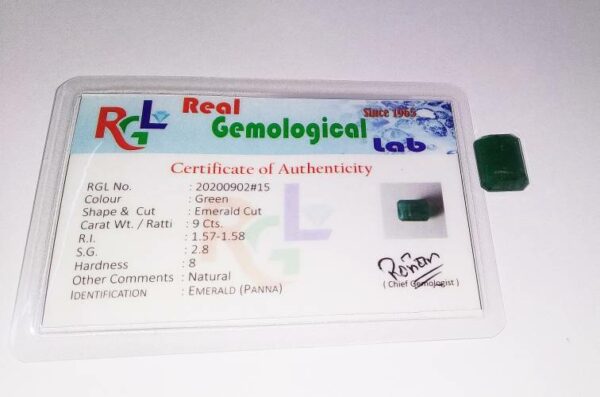 RGL Real Gemological Lab
Since 1965
Certificate of Authenticity
RGL No. : 20200902#15
Colour : Green
Shape & Cut : Emerald Cut
Carat Wt. / Ratti : 9 Cts.
R.I. : 1.57-1.58
S.G. : 2.8
Hardness : 8
Other Comments : Natural
IDENTIFICATION : EMERALD (PANNA)
RGL
( Chief Gemologist )